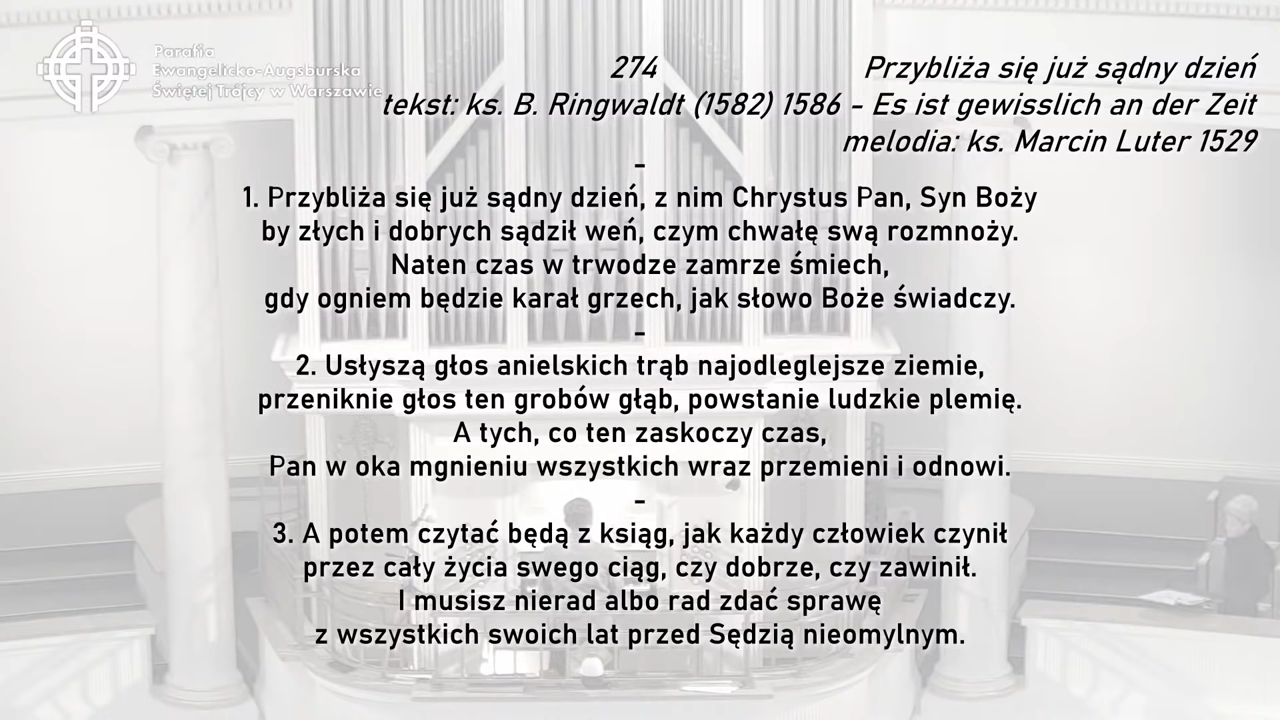 Parafia
Ewangelicko-Augsburska
Świętej Trójcy w Warszawie
274 Przybliża się już sądny dzień
tekst: ks. B. Ringwaldt (1582) 1586 - Es ist gewisslich an der Zeit
melodia: ks. Marcin Luter 1529
-
1. Przybliża się już sądny dzień, z nim Chrystus Pan, Syn Boży
by złych i dobrych sądził weń, czym chwałę swą rozmnoży.
Naten czas w trwodze zamrze śmiech,
gdy ogniem będzie karał grzech, jak słowo Boże świadczy.
-
2. Usłyszą głos anielskich trąb najodleglejsze ziemie,
przeniknie głos ten grobów głąb, powstanie ludzkie plemię.
A tych, co ten zaskoczy czas,
Pan w oka mgnieniu wszystkich wraz przemieni i odnowi.
-
3. A potem czytać będą z ksiąg, jak każdy człowiek czynił
przez cały życia swego ciąg, czy dobrze, czy zawinił.
I musisz nierad albo rad zdać sprawę
z wszystkich swoich lat przed Sędzią nieomylnym.